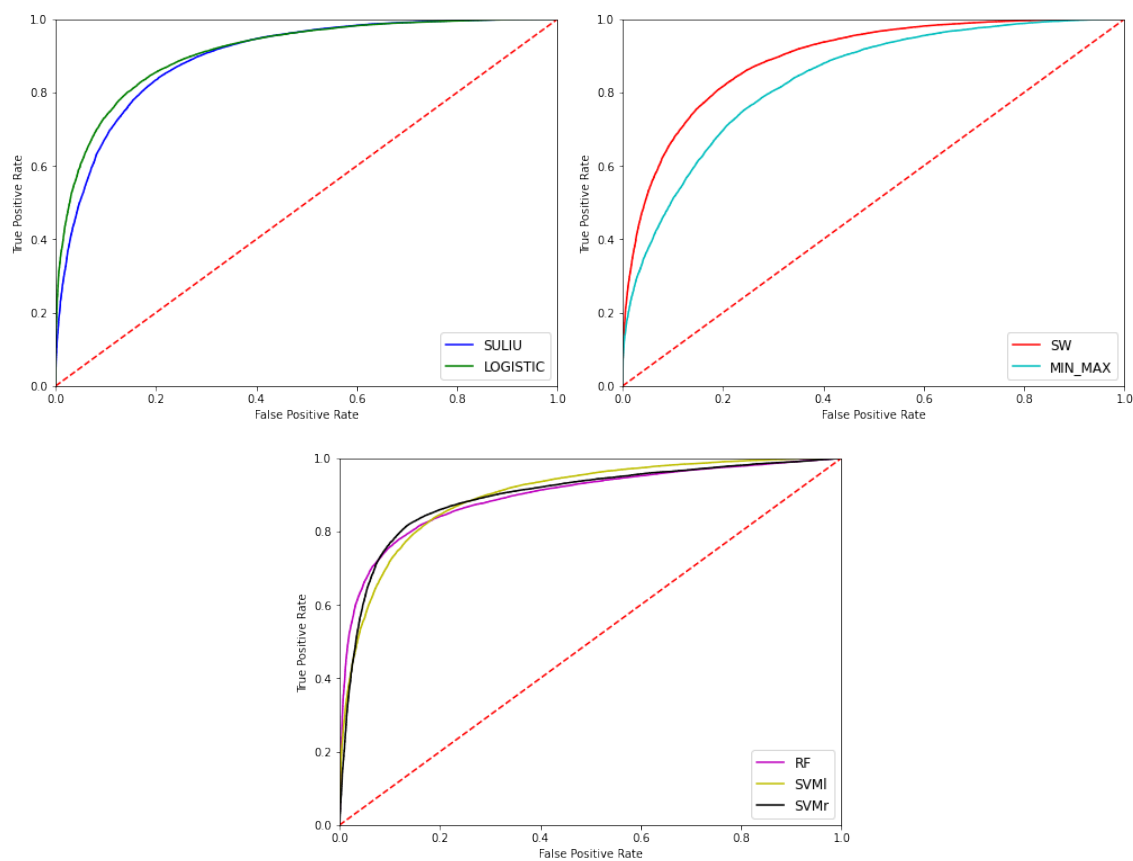 1.0
0.8
0.6
0.4
0.2
0.0
True Positive Rate
0.0 0.2 0.4 0.6 0.8 1.0
False Positive Rate
SULIU
LOGISTIC
1.0
0.8
0.6
0.4
0.2
0.0
True Positive Rate
0.0 0.2 0.4 0.6 0.8 1.0
False Positive Rate
SW
MIN_MAX
1.0
0.8
0.6
0.4
0.2
0.0
True Positive Rate
0.0 0.2 0.4 0.6 0.8 1.0
False Positive Rate
RF
SVMl
SVMr